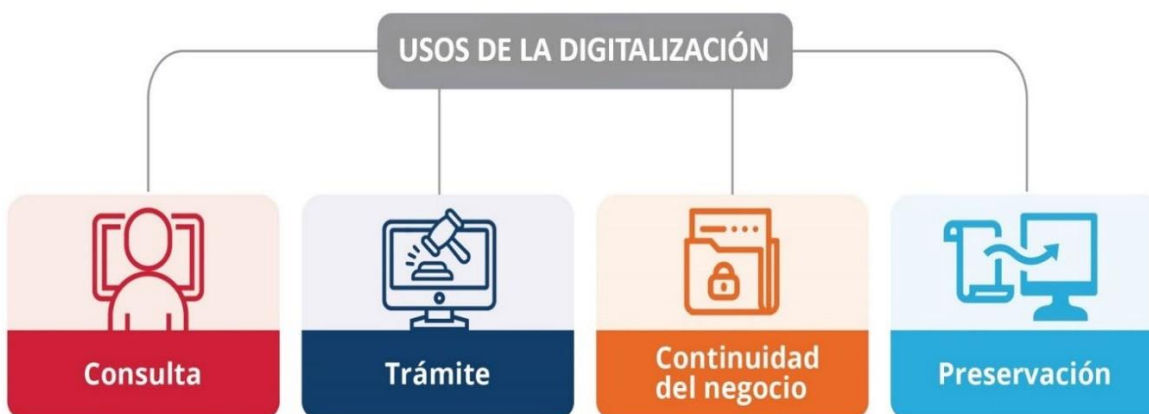 USOS DE LA DIGITALIZACIÓN
Consulta
Trámite
Continuidad
del negocio
Preservación